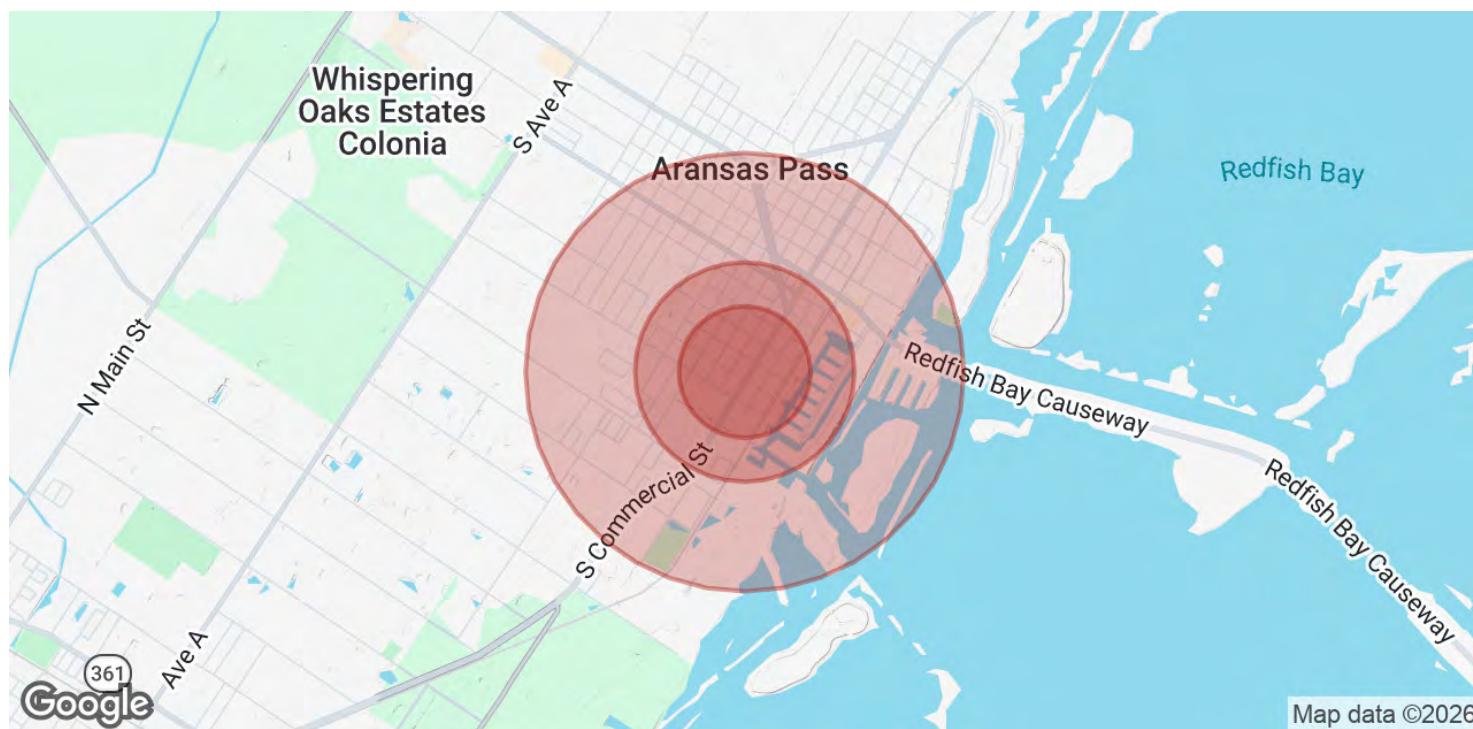 Whispering
Oaks Estates
Colonia
S Ave A
Aransas Pass
Redfish Bay
N Main St
Redfish Bay Causeway
S Commercial St
Redfish Bay Causeway
Ave A
361
Google
Map data ©2026